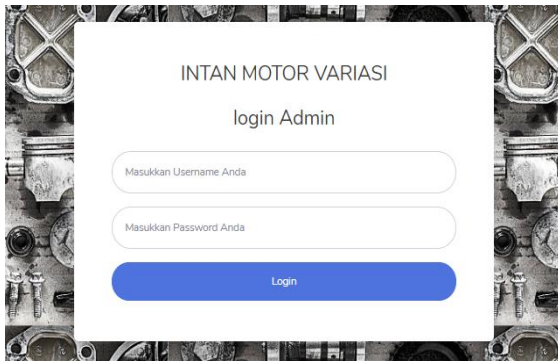 INTAN MOTOR VARIASI
login Admin
Masukkan Username Anda
Masukkan Password Anda
Login